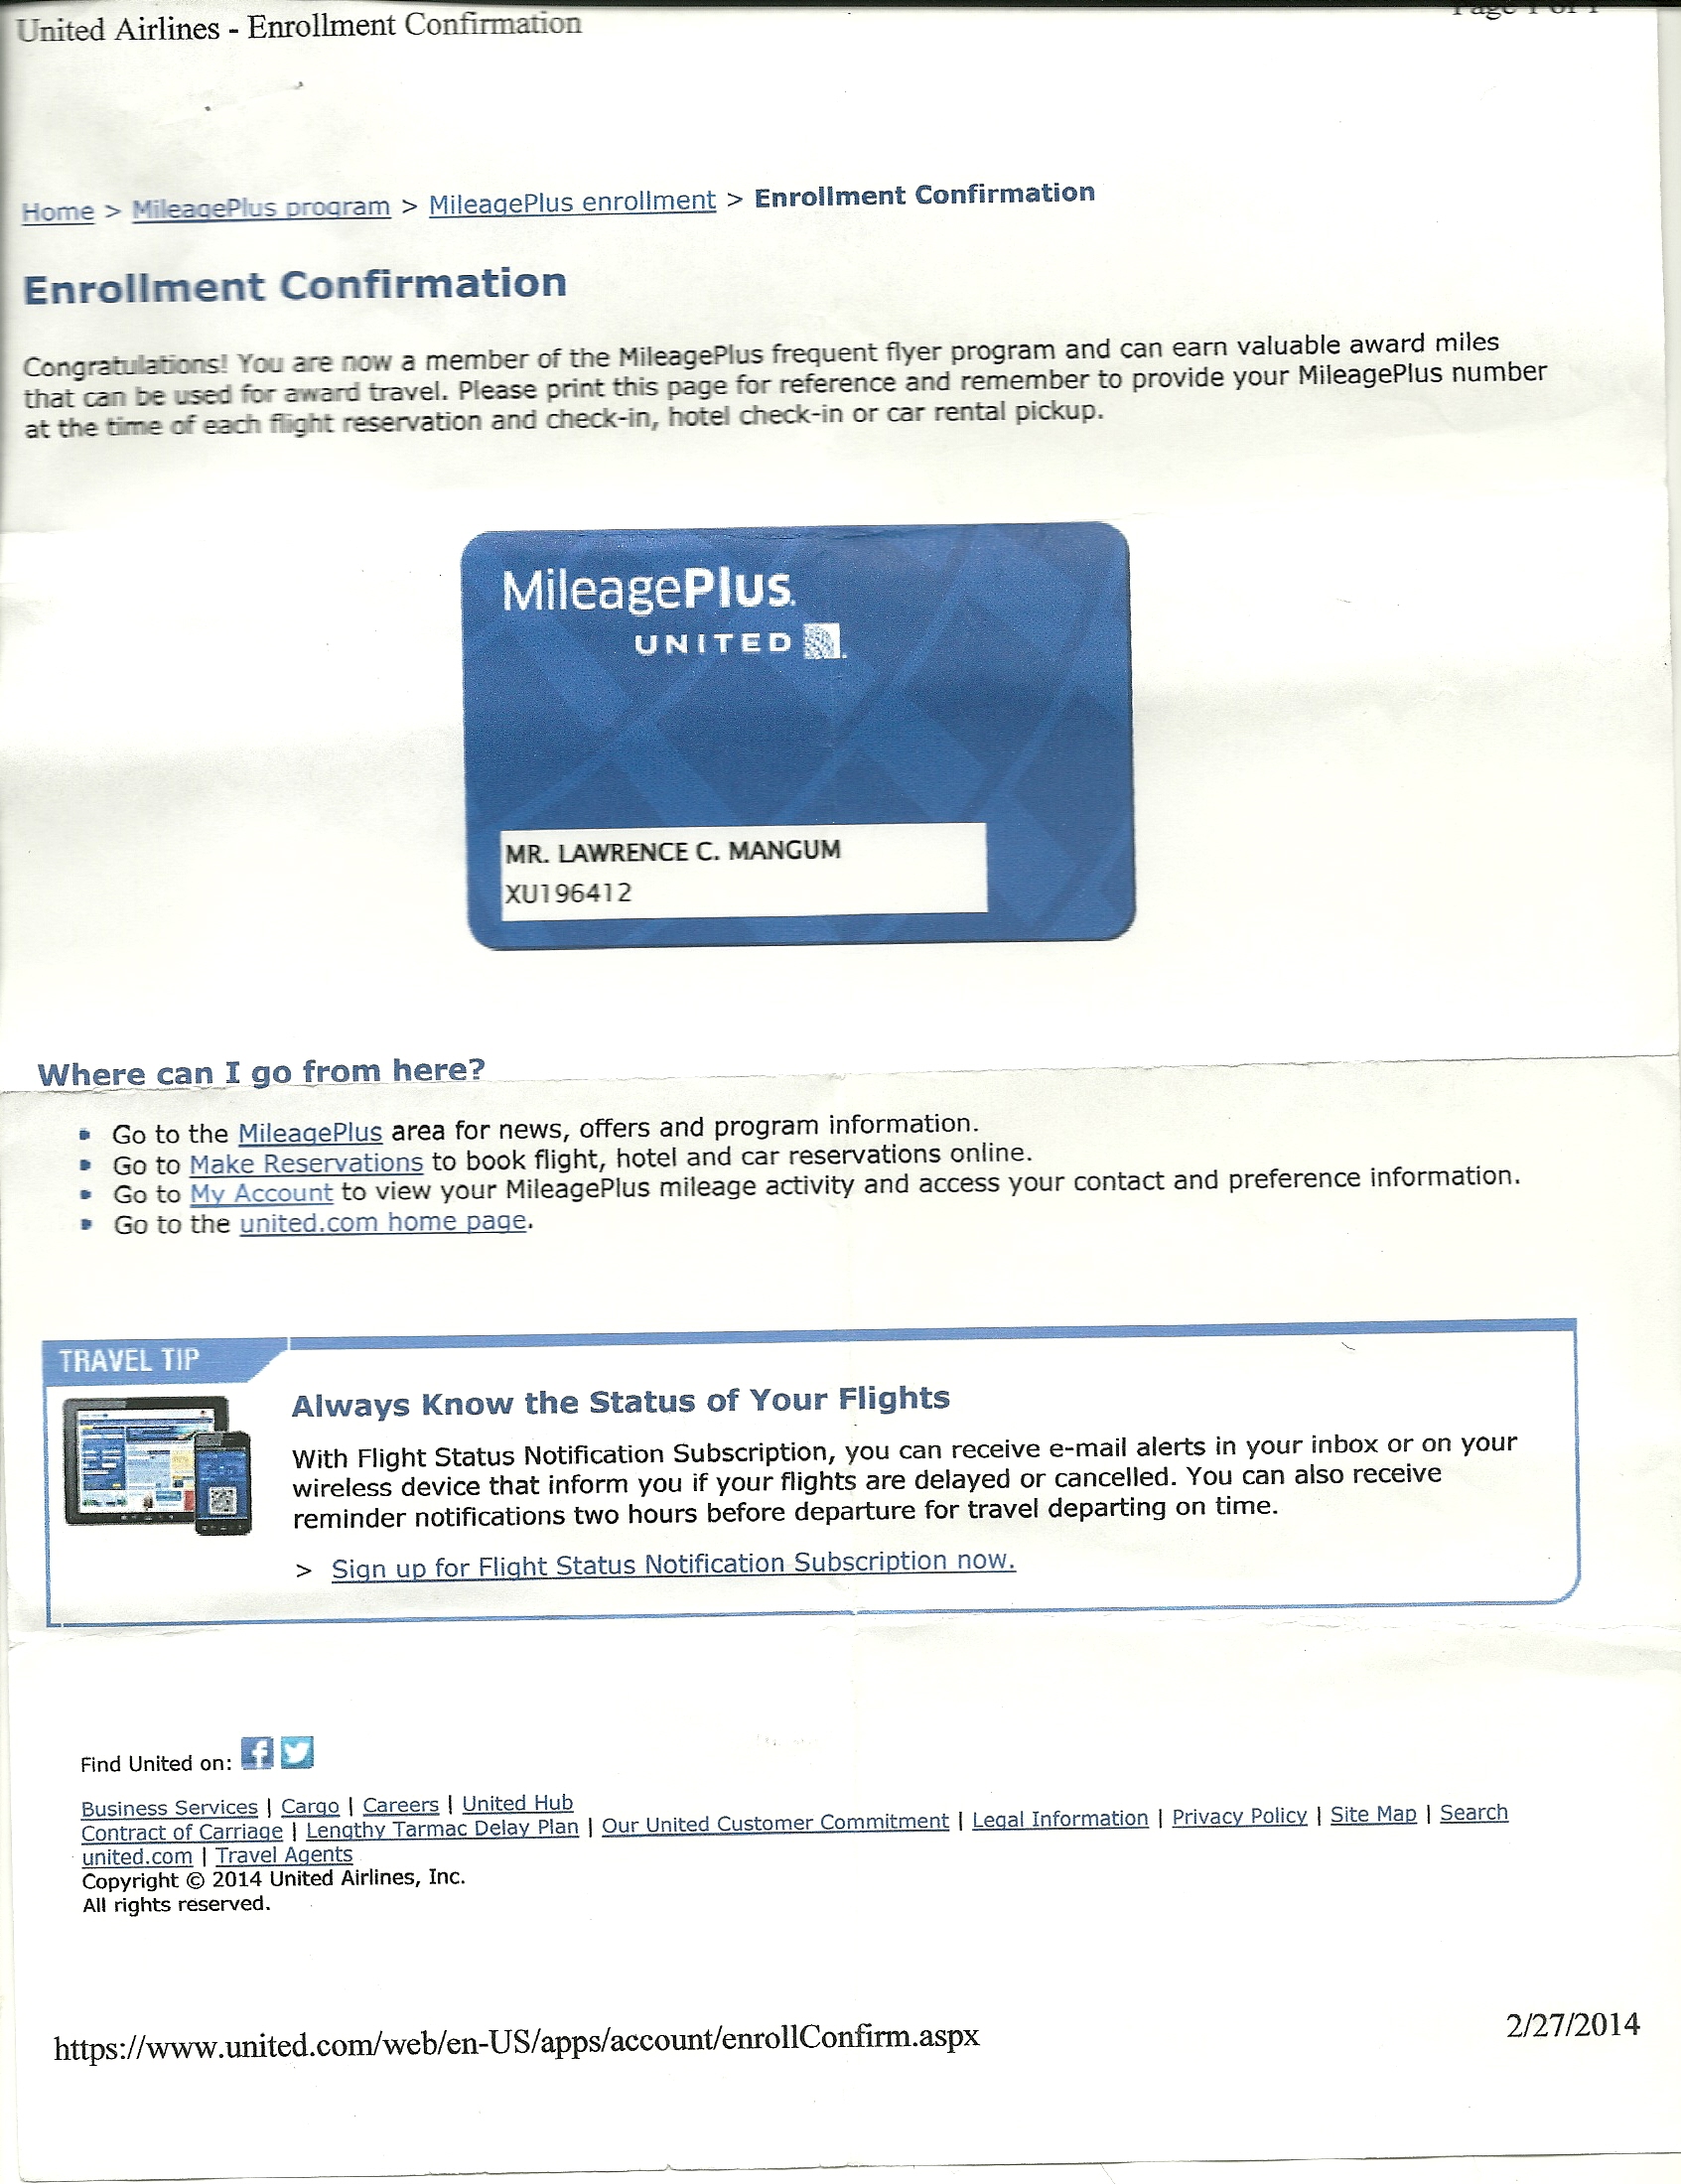 United Airlines - Enrollment Confirmation
Page 1 of 1
Home > MileagePlus program > MileagePlus enrollment > Enrollment Confirmation
Enrollment Confirmation
Congratulations! You are now a member of the MileagePlus frequent flyer program and can earn valuable award miles
that can be used for award travel. Please print this page for reference and remember to provide your MileagePlus number
at the time of each flight reservation and check-in, hotel check-in or car rental pickup.
MileagePlus.
UNITED
MR. LAWRENCE C. MANGUM
XU196412
Where can I go from here?
Go to the MileagePlus area for news, offers and program information.
Go to Make Reservations to book flight, hotel and car reservations online.
Go to My Account to view your MileagePlus mileage activity and access your contact and preference information.
Go to the united.com home page.
TRAVEL TIP
Always Know the Status of Your Flights
With Flight Status Notification Subscription, you can receive e-mail alerts in your inbox or on your
wireless device that inform you if your flights are delayed or cancelled. You can also receive
reminder notifications two hours before departure for travel departing on time.
> Sign up for Flight Status Notification Subscription now.
Find United on:
Business Services | Cargo | Careers | United Hub
Contract of Carriage | Lengthy Tarmac Delay Plan | Our United Customer Commitment | Legal Information | Privacy Policy | Site Map | Search
united.com | Travel Agents
Copyright © 2014 United Airlines, Inc.
All rights reserved.
https://www.united.com/web/en-US/apps/account/enrollConfirm.aspx
2/27/2014